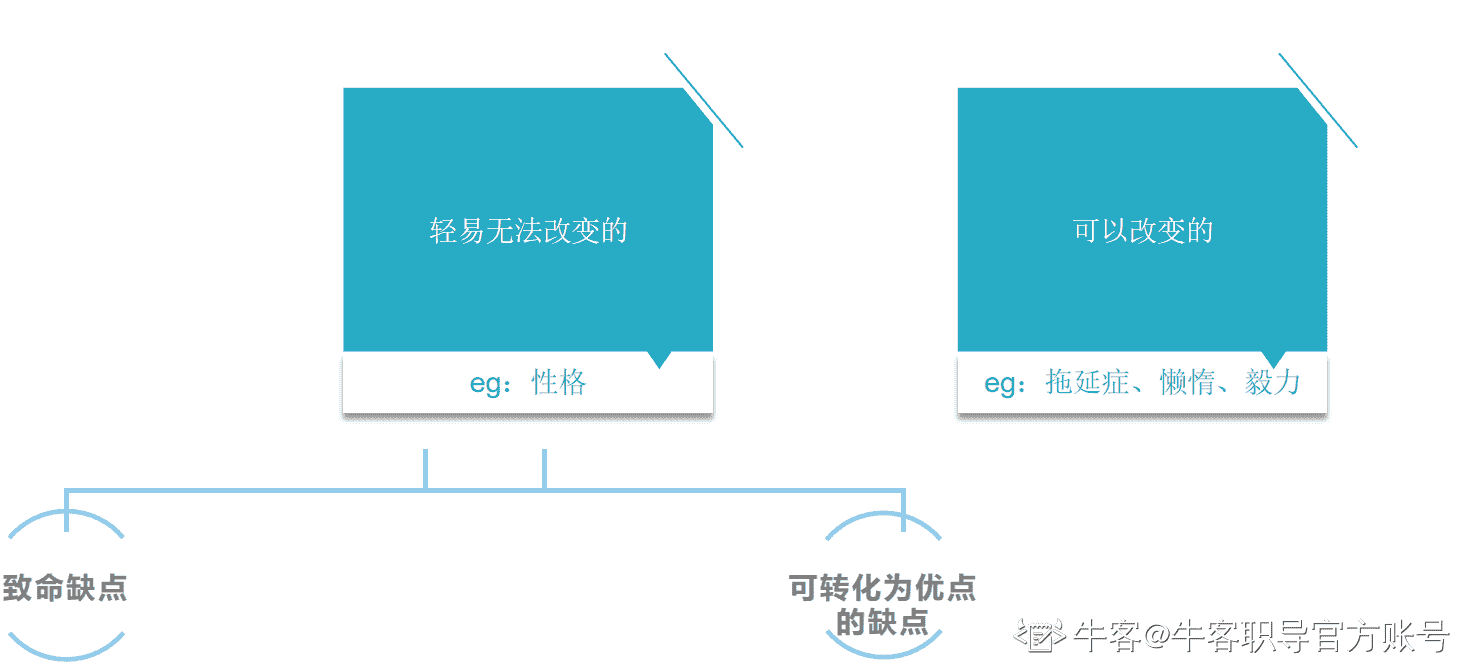 轻易无法改变的
可以改变的
eg：性格
eg：拖延症、懒惰、毅力
致命缺点
可转化为优点
的缺点
牛客@牛客职导官方账号